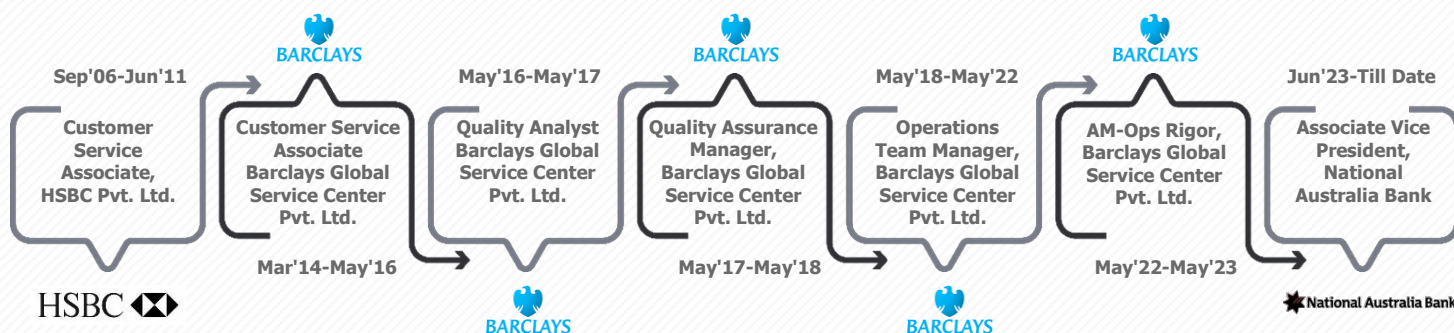 Sep'06-Jun'11
Customer
Service
Associate,
HSBC Pvt. Ltd.
HSBC
BARCLAYS
Customer Service
Associate
Barclays Global
Service Center
Pvt. Ltd.
Mar'14-May'16
May'16-May'17
Quality Analyst
Barclays Global
Service Center
Pvt. Ltd.
BARCLAYS
BARCLAYS
Quality Assurance
Manager,
Barclays Global
Service Center
Pvt. Ltd.
May'17-May'18
May'18-May'22
Operations
Team Manager,
Barclays Global
Service Center
Pvt. Ltd.
BARCLAYS
BARCLAYS
AM-Ops Rigor,
Barclays Global
Service Center
Pvt. Ltd.
May'22-May'23
Jun'23-Till Date
Associate Vice
President,
National
Australia Bank
National Australia Bank